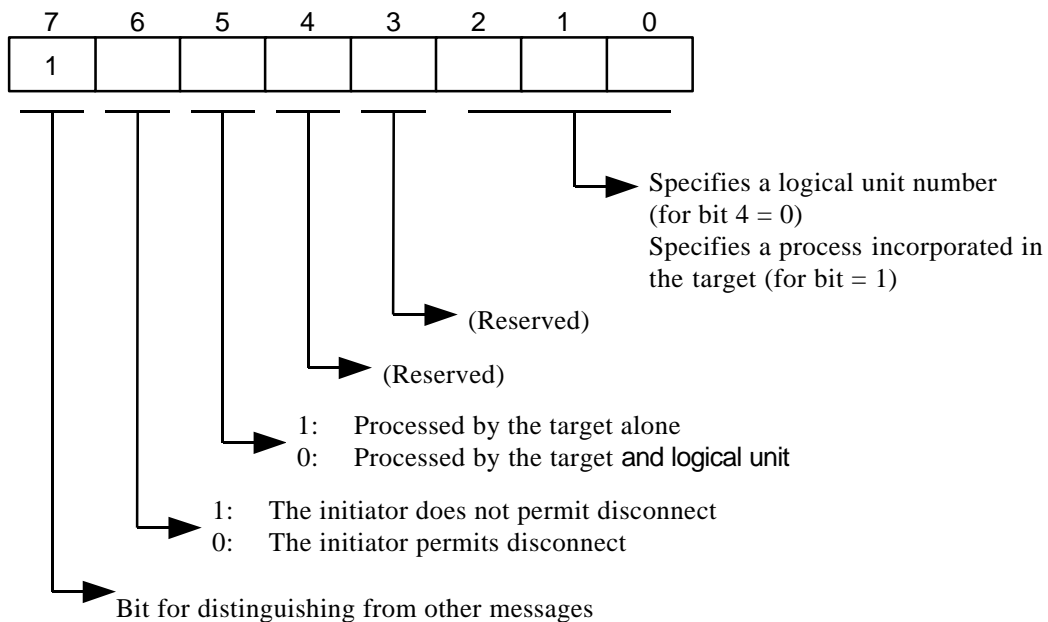 7 6 5 4 3 2 1 0
1
Specifies a logical unit number
(for bit 4 = 0)
Specifies a process incorporated in
the target (for bit = 1)
(Reserved)
(Reserved)
1: Processed by the target alone
0: Processed by the target and logical unit
1: The initiator does not permit disconnect
0: The initiator permits disconnect
Bit for distinguishing from other messages